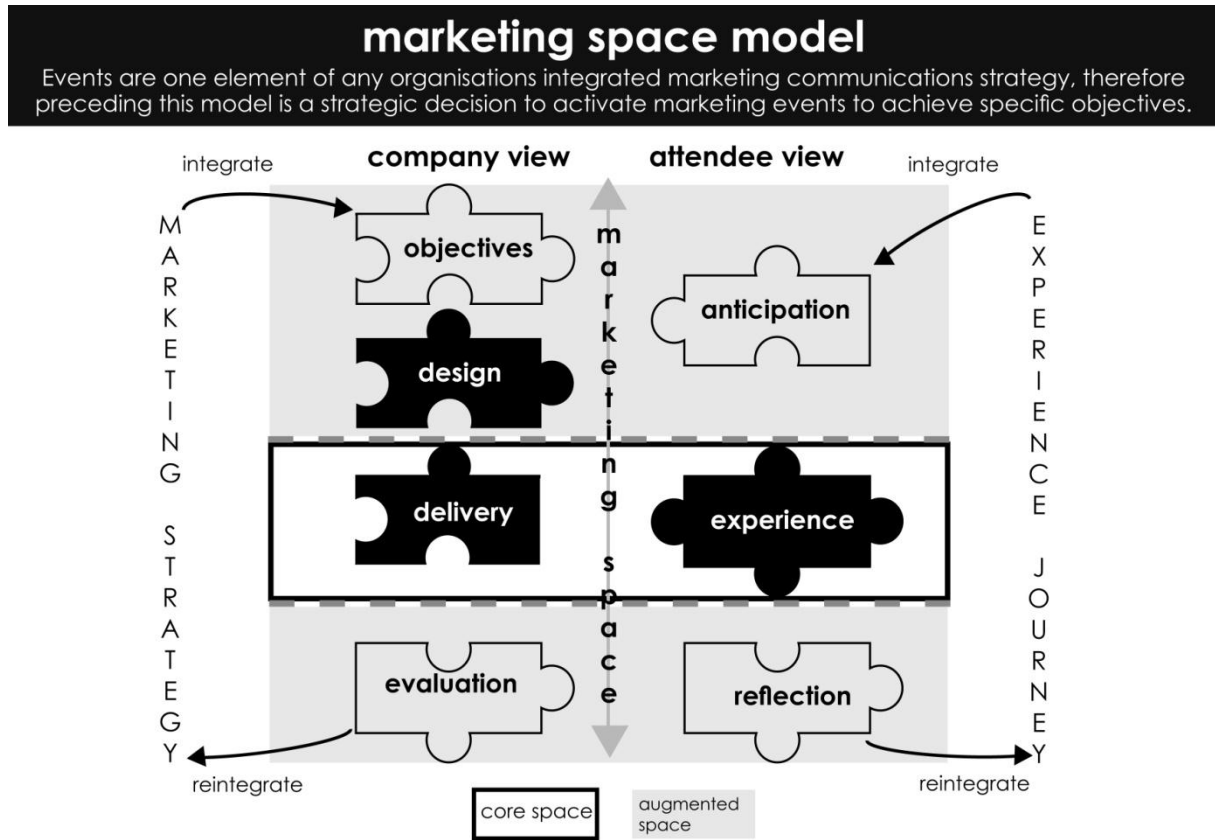 marketing space model
Events are one element of any organisations integrated marketing communications strategy, therefore
preceding this model is a strategic decision to activate marketing events to achieve specific objectives.
company view
attendee view
integrate
integrate
MARKETING STRATEGY
objectives
design
delivery
evaluation
marketing space
anticipation
experience
reflection
EXPERIENCE JOURNEY
reintegrate
reintegrate
core space
augmented
space